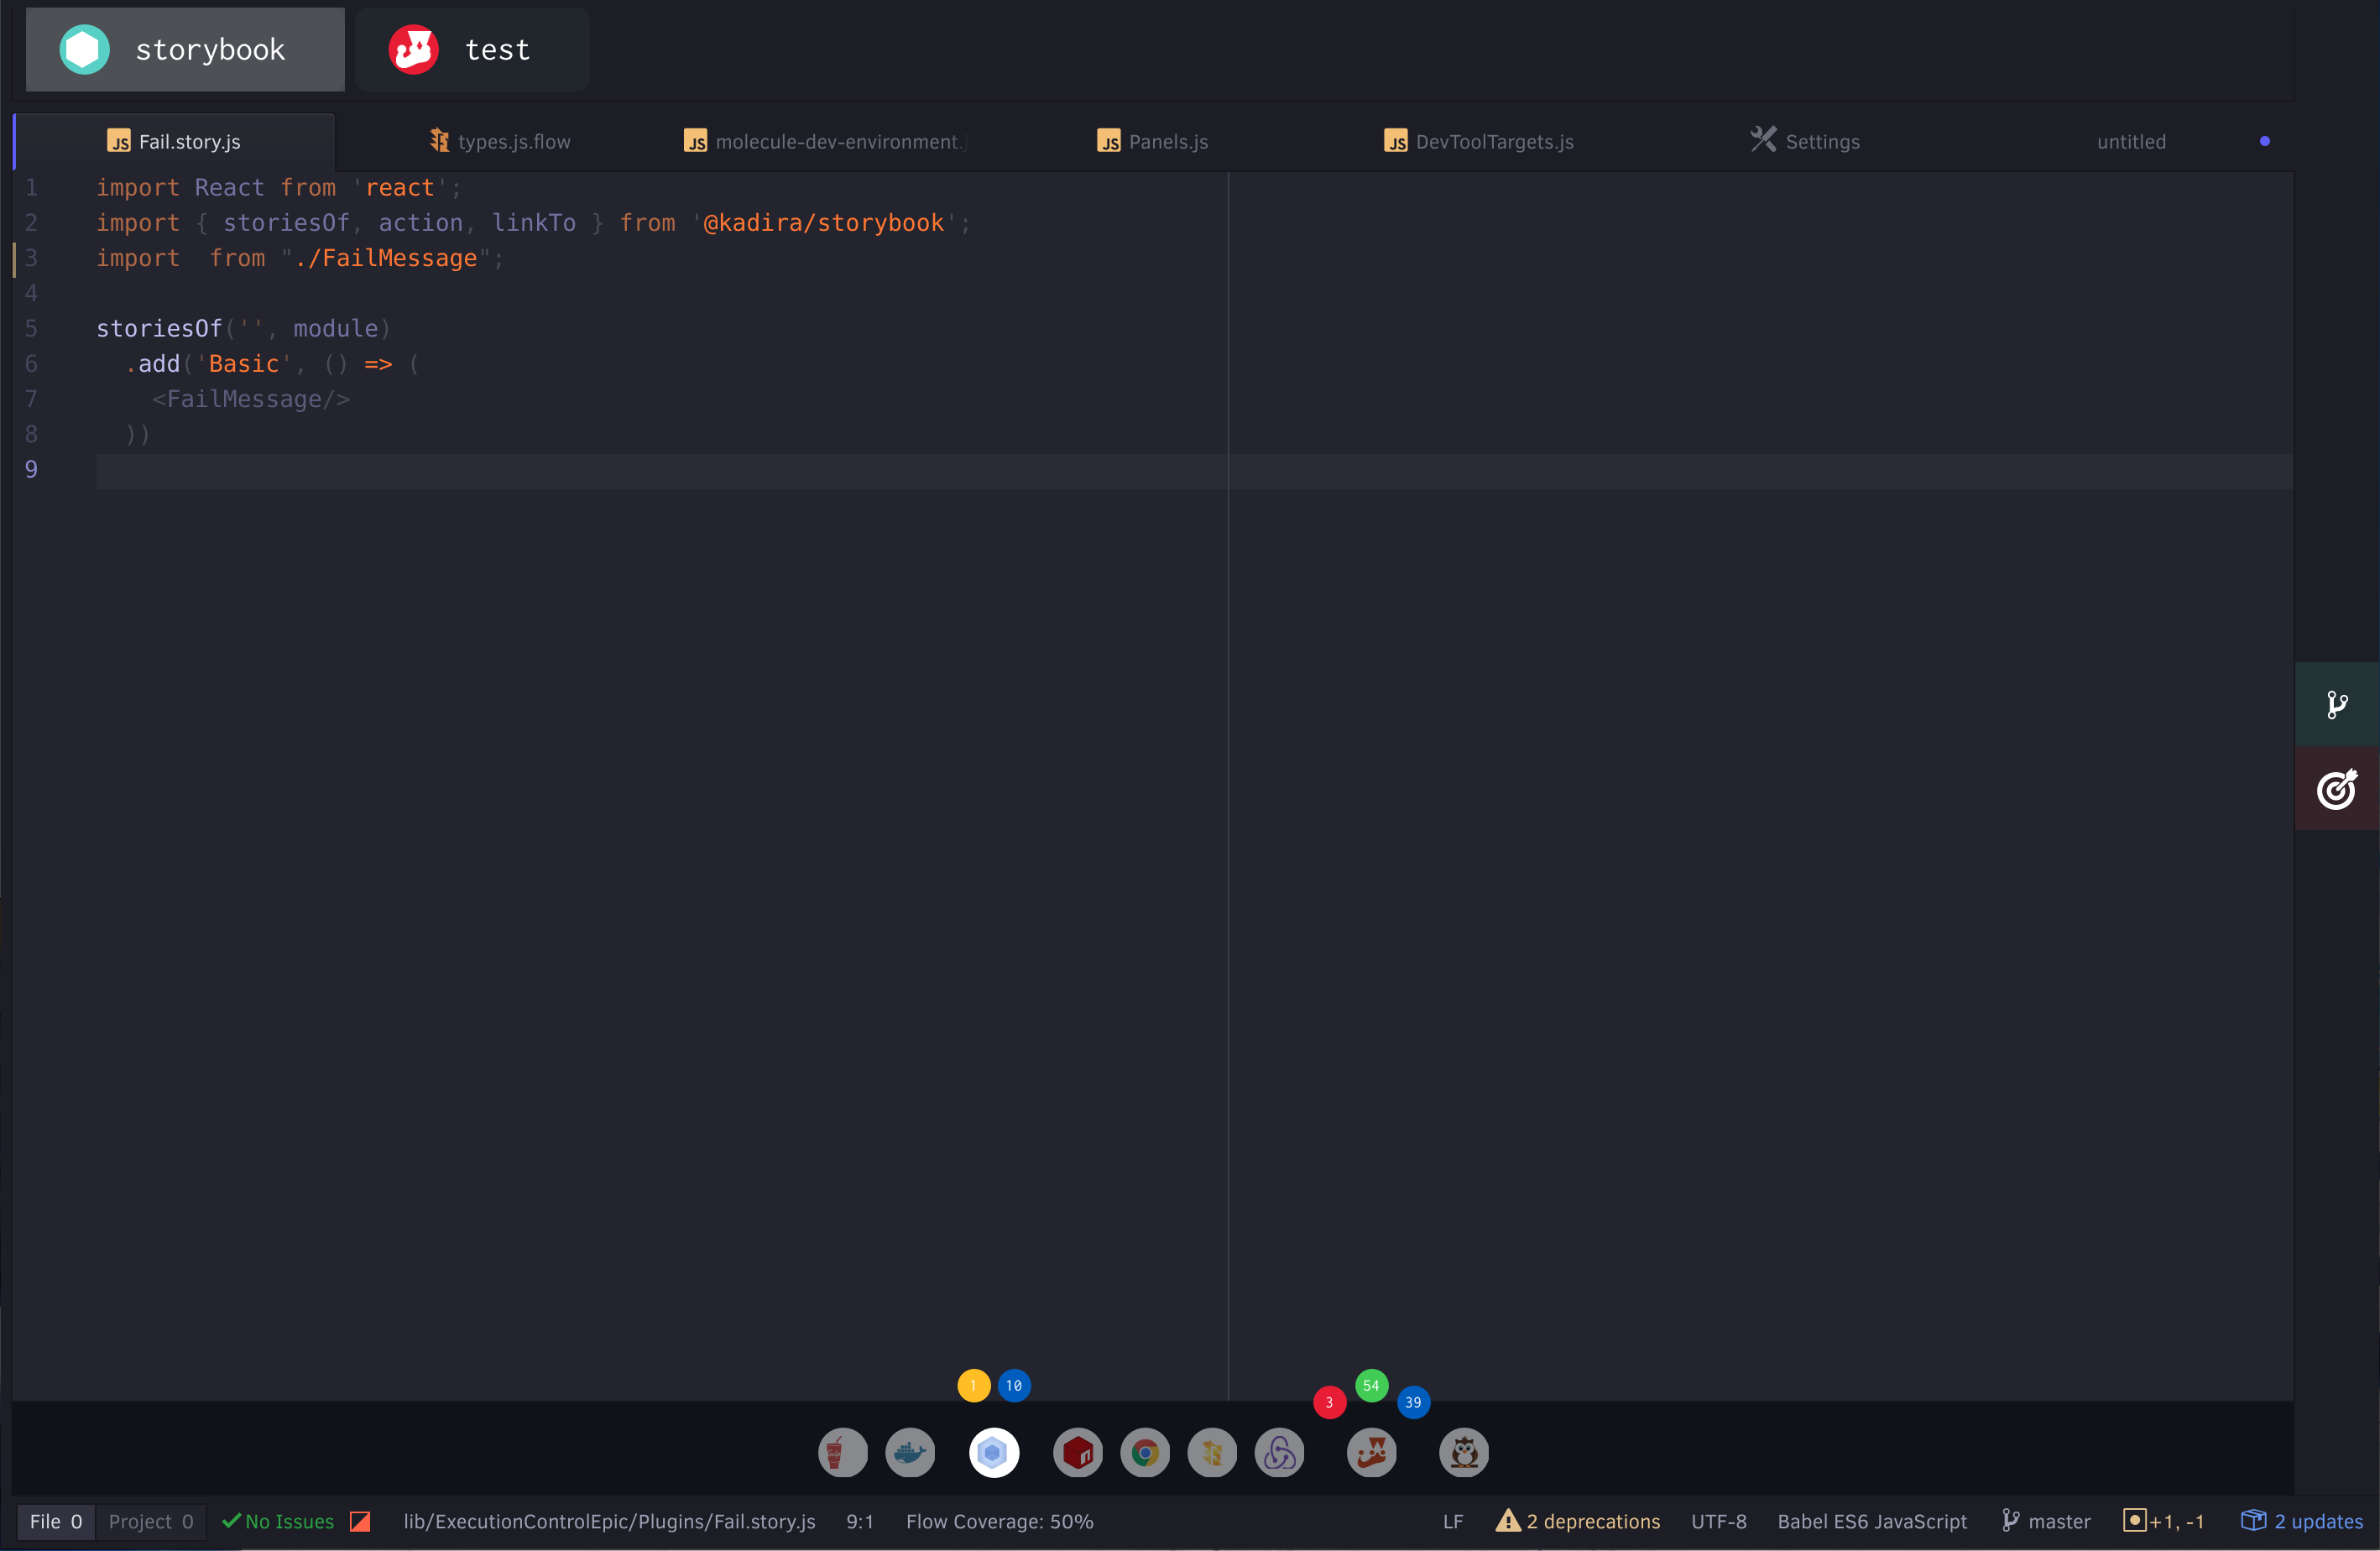 storybook
test
Fail.story.js
types.js.flow
molecule-dev-environment.j
Panels.js
DevToolTargets.js
Settings
untitled
1 import React from 'react';
2 import { storiesOf, action, linkTo } from '@kadira/storybook';
3 import  from "./FailMessage";
4
5 storiesOf('', module)
6   .add('Basic', () => (
7     <FailMessage/>
8   ))
9
1 10
3 54 39
File 0 Project 0 No Issues lib/ExecutionControlEpic/Plugins/Fail.story.js 9:1 Flow Coverage: 50% LF 2 deprecations UTF-8 Babel ES6 JavaScript master +1, -1 2 updates